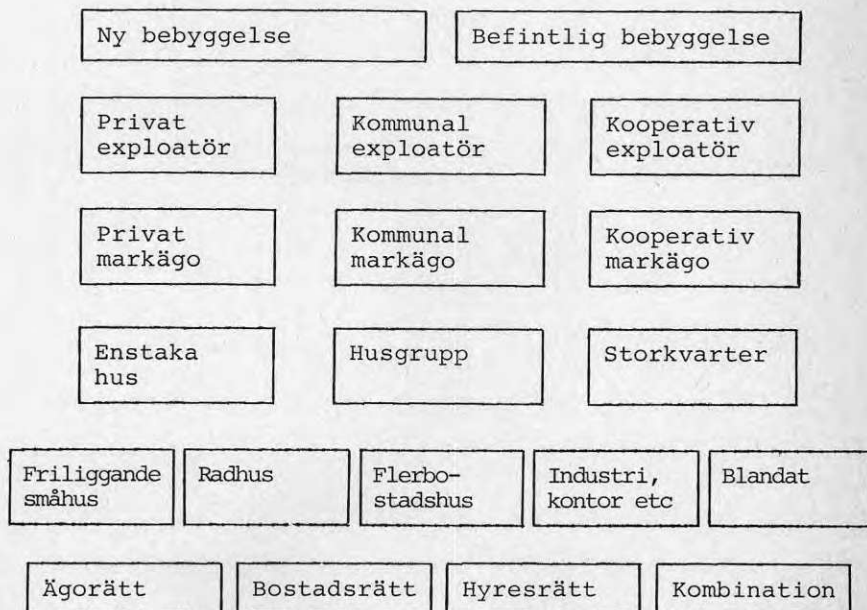 Ny bebyggelse
Befintlig bebyggelse
Privat
exploatör
Kommunal
exploatör
Kooperativ
exploatör
Privat
markägo
Kommunal
markägo
Kooperativ
markägo
Enstaka
hus
Husgrupp
Storkvarter
Friliggande
småhus
Radhus
Flerbo-
stadshus
Industri,
kontor etc
Blandat
Ägorätt
Bostadsrätt
Hyresrätt
Kombination